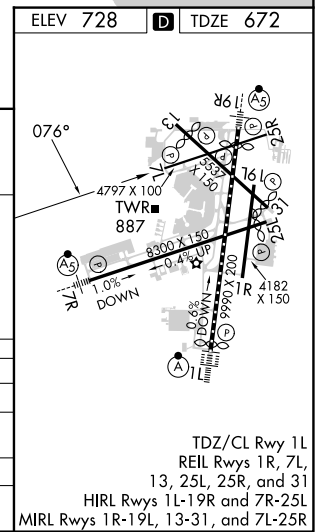 ELEV 728
D
TDZE 672
A5
19R
13
25R
P
P
P
076°
7L
5537 X 150
19L
P
4797 X 100
TWR
887
31
25L
P
8300 X 150
0.4% UP
A5
P
7R
1.0% DOWN
0.6% DOWN
9990 X 200
1R
4182 X 150
P
A
1L
TDZ/CL Rwy 1L
REIL Rwys 1R, 7L,
13, 25L, 25R, and 31
HIRL Rwys 1L-19R and 7R-25L
MIRL Rwys 1R-19L, 13-31, and 7L-25R